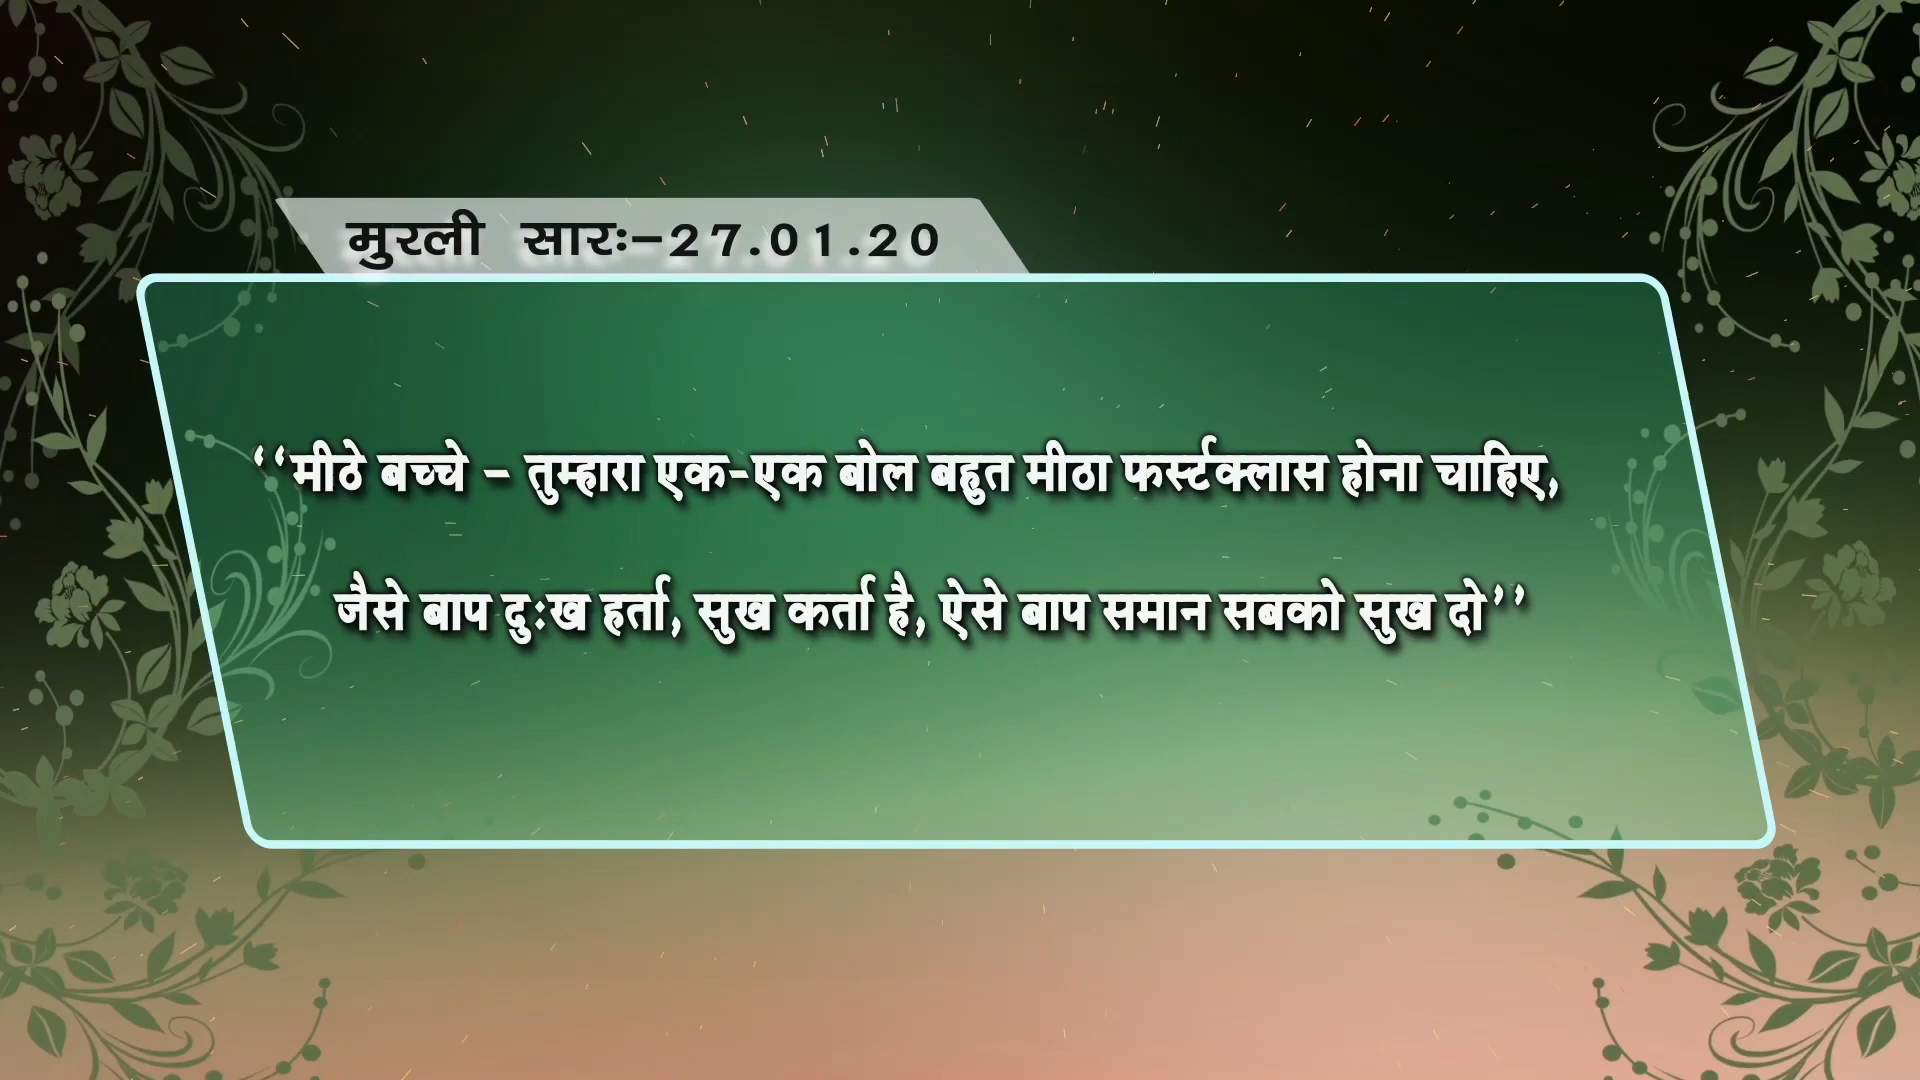 मुरली सारः–27.01.20
‘‘मीठे बच्चे – तुम्हारा एक-एक बोल बहुत मीठा फर्स्टक्लास होना चाहिए,
जैसे बाप दुःख हर्ता, सुख कर्ता है, ऐसे बाप समान सबको सुख दो’’